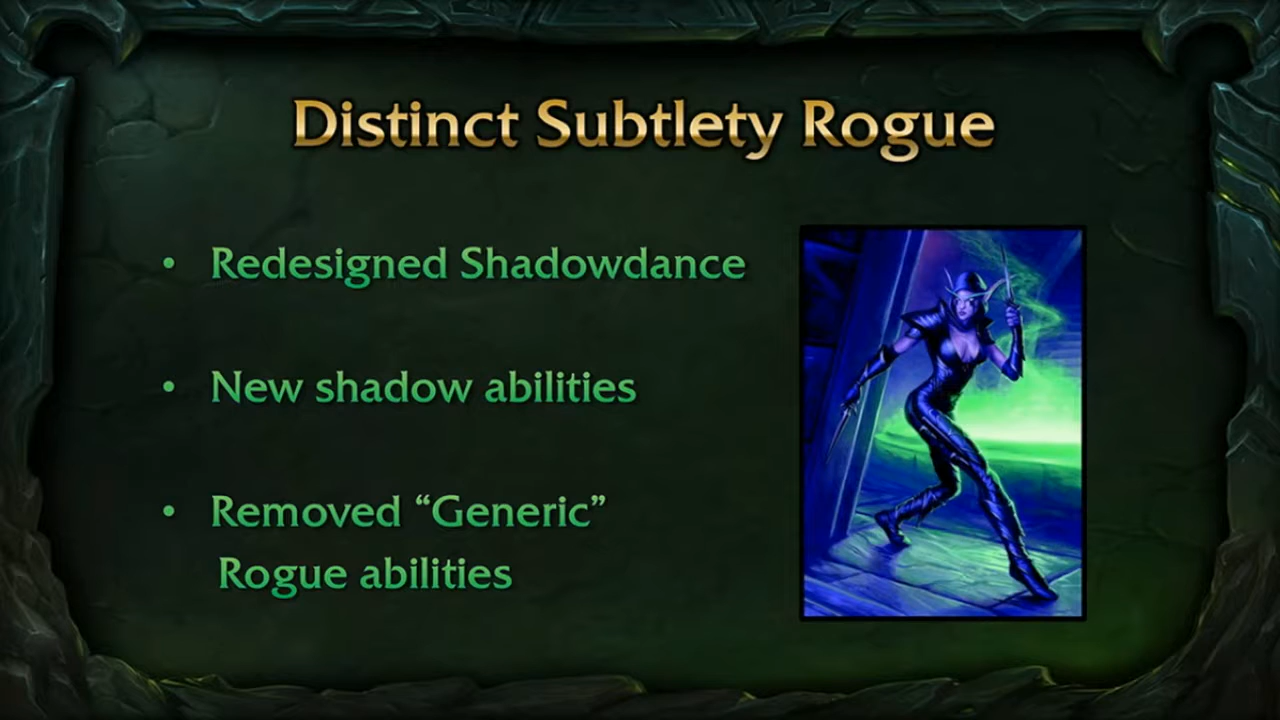 Distinct Subtlety Rogue
• Redesigned Shadowdance
• New shadow abilities
• Removed “Generic”
Rogue abilities